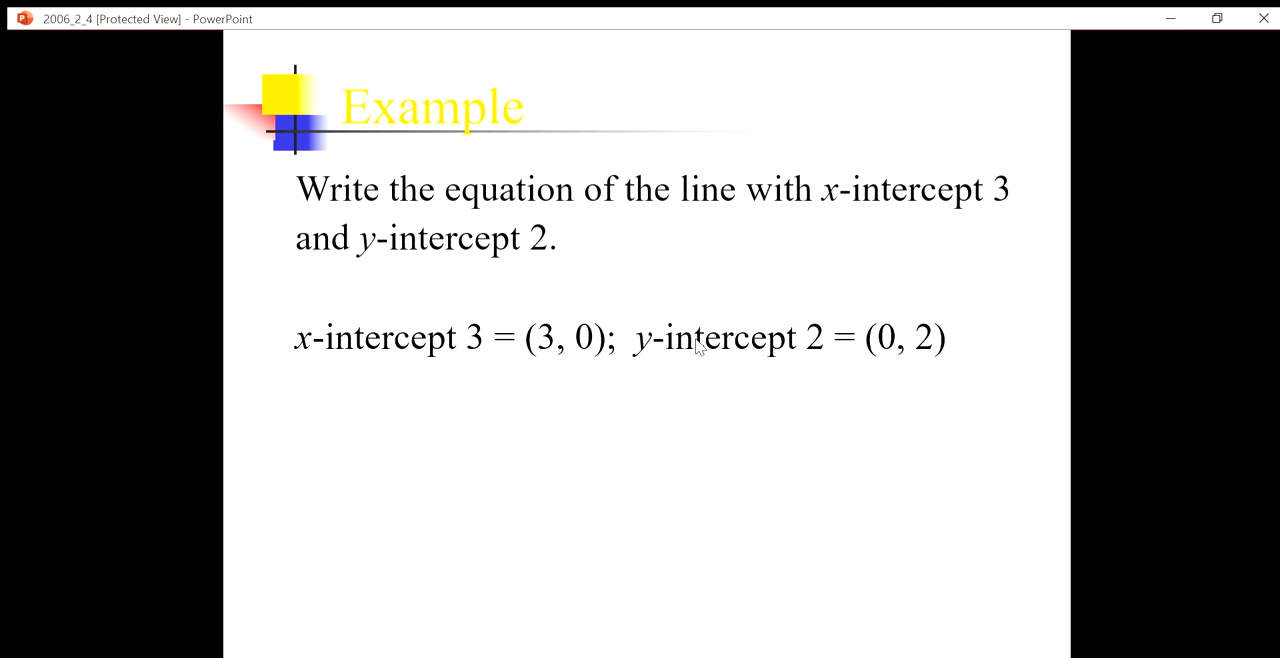 2006_2_4 [Protected View] - PowerPoint
Example
Write the equation of the line with x-intercept 3
and y-intercept 2.
x-intercept 3 = (3, 0); y-intercept 2 = (0, 2)